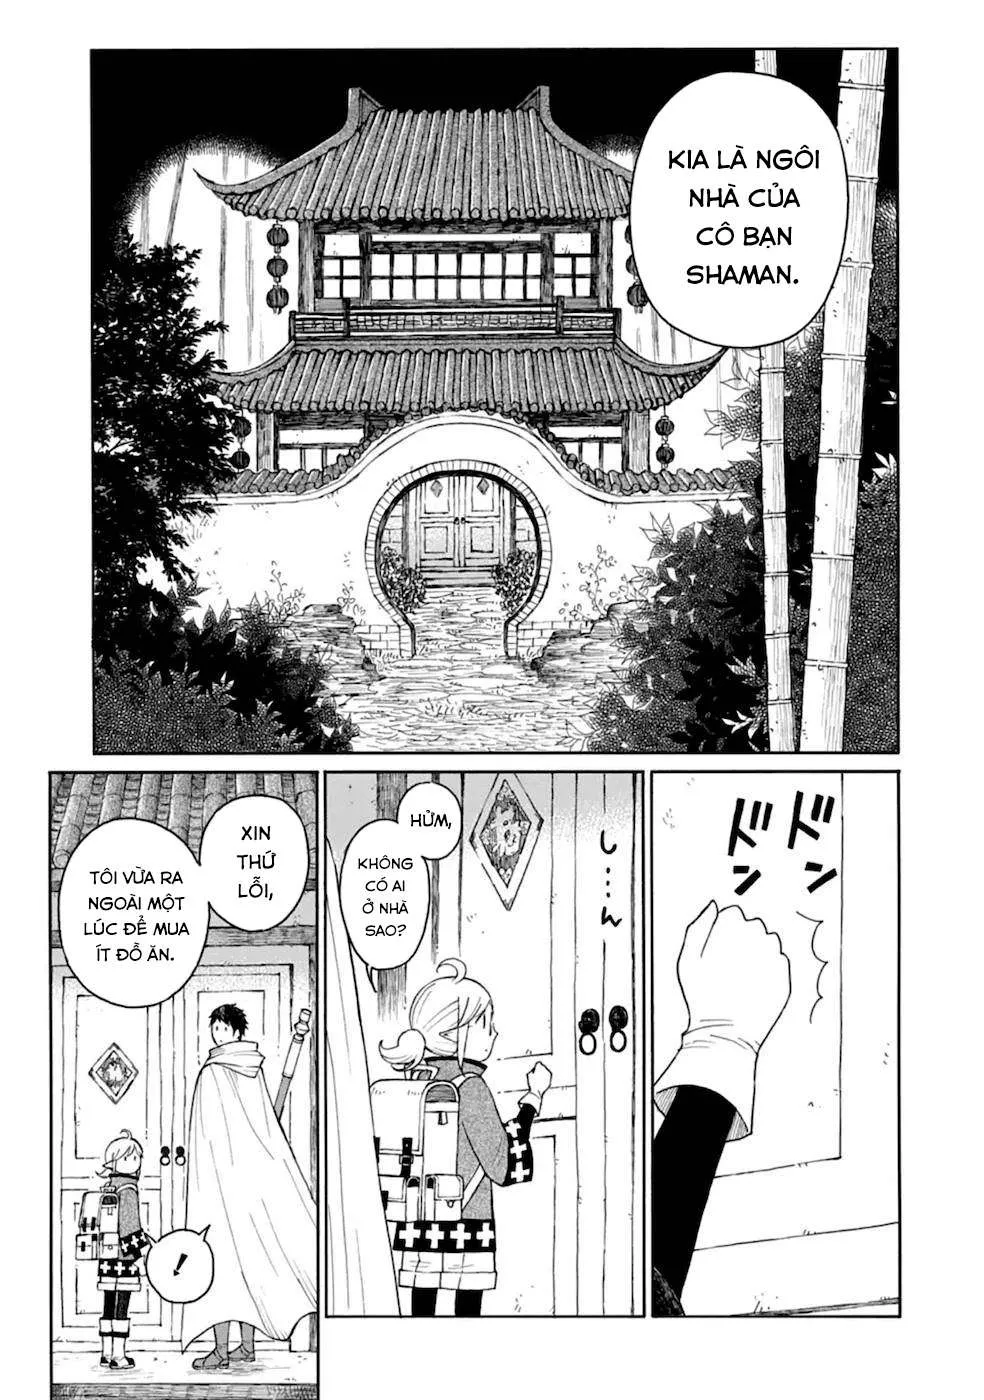 KIA LÀ NGÔI
NHÀ CỦA
CÔ BẠN
SHAMAN.
ドン
ドン
し…ん
HỬM,
KHÔNG
CÓ AI
Ở NHÀ
SAO?
XIN
THỨ
LỖI,
TÔI VỪA RA
NGOÀI MỘT
LÚC ĐỂ MUA
ÍT ĐỒ ĂN.
!